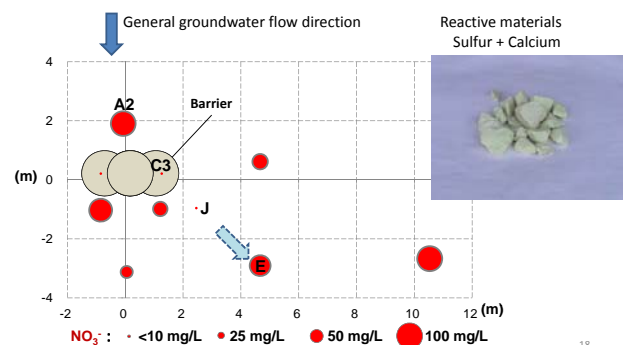 General groundwater flow direction
Reactive materials
Sulfur + Calcium
4
A2
Barrier
2
C3
(m)
0
J
-2
E
-4
-2
0
2
4
6
8
10
12
(m)
NO₃⁻ : <10 mg/L 25 mg/L 50 mg/L 100 mg/L
18